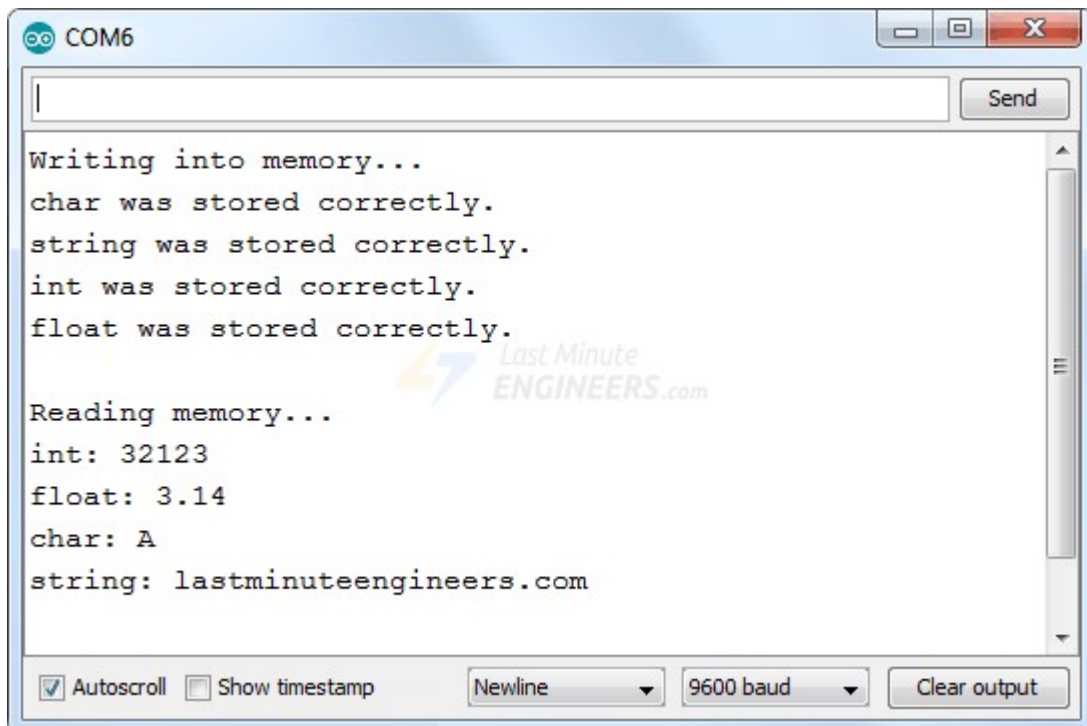 COM6
Send
Writing into memory...
char was stored correctly.
string was stored correctly.
int was stored correctly.
float was stored correctly.
Last Minute
ENGINEERS.com
Reading memory...
int: 32123
float: 3.14
char: A
string: lastminuteengineers.com
Autoscroll Show timestamp Newline 9600 baud Clear output